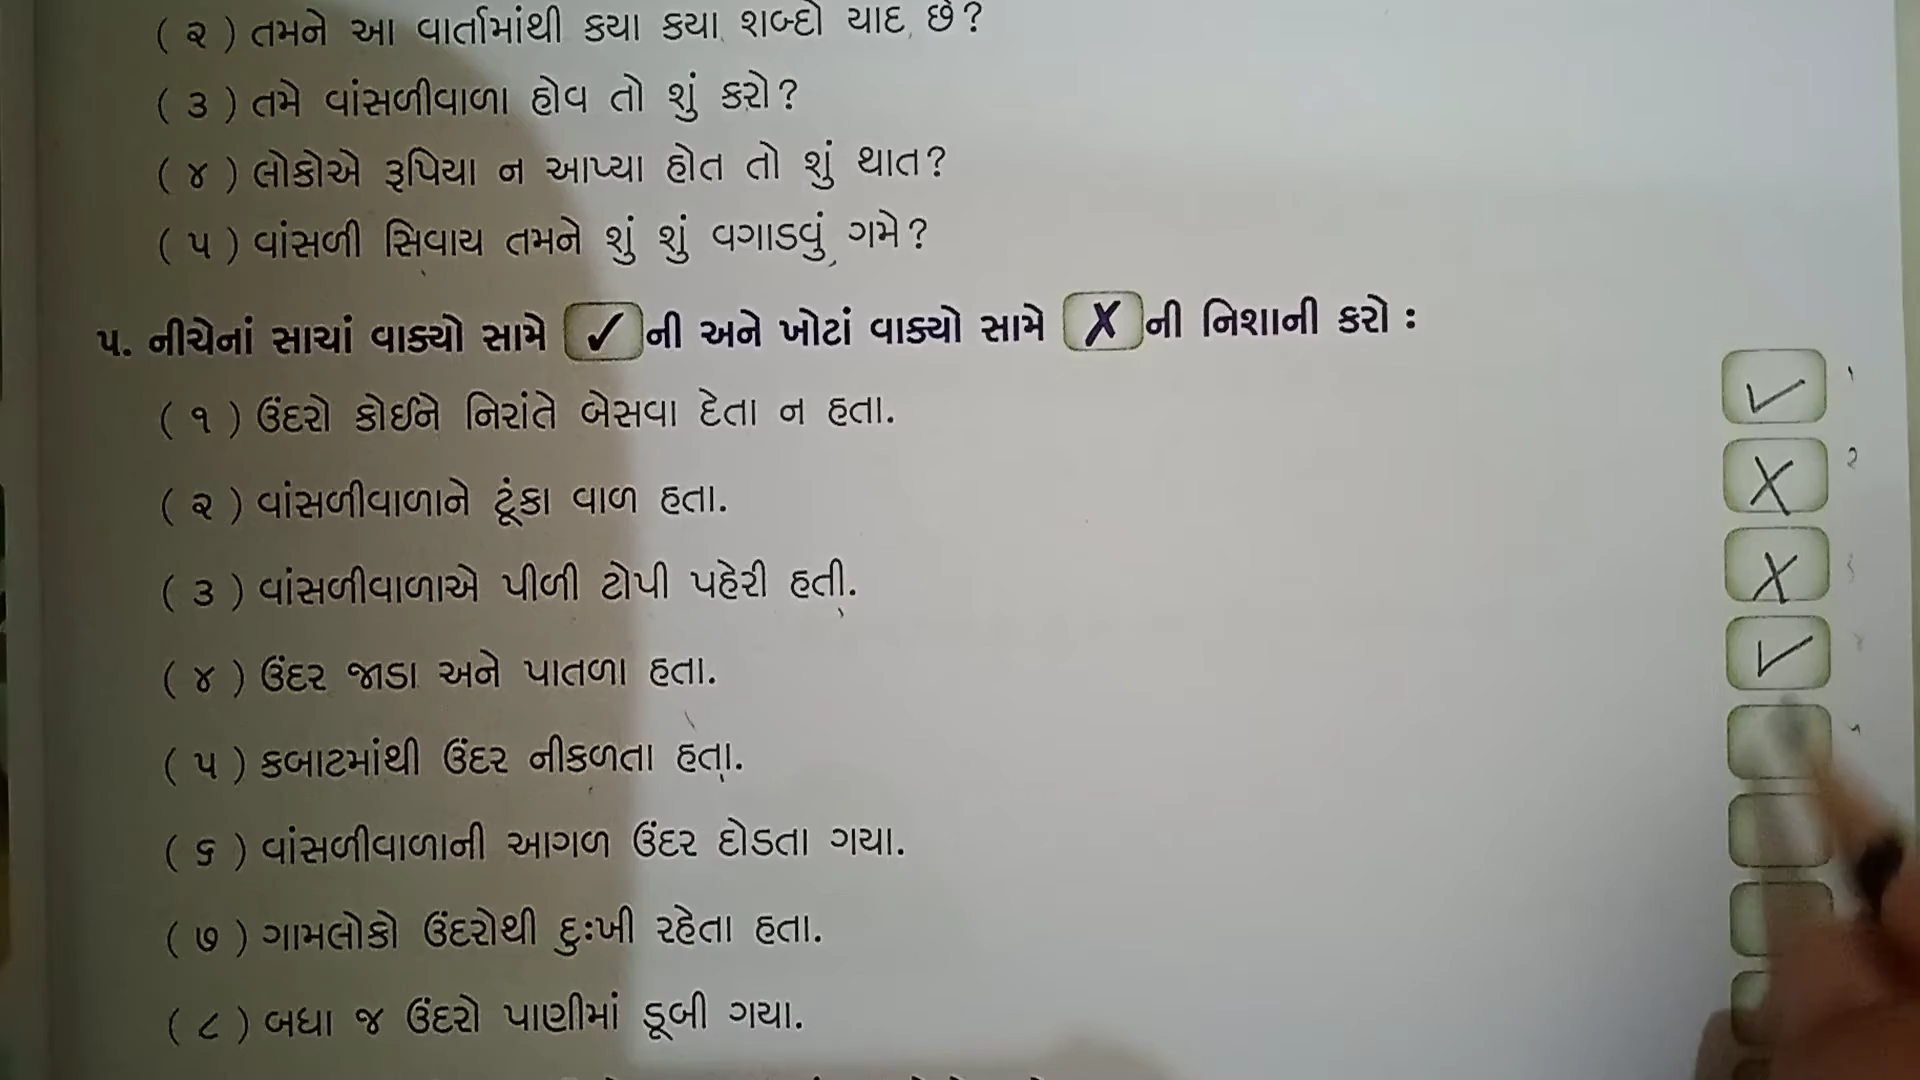 ( ૨ ) તમને આ વાર્તામાંથી કયા કયા શબ્દો યાદ છે?
( ૩ ) તમે વાંસળીવાળા હોવ તો શું કરો?
( ૪ ) લોકોએ રૂપિયા ન આપ્યા હોત તો શું થાત?
( ૫ ) વાંસળી સિવાય તમને શું શું વગાડવું ગમે?
૫. નીચેનાં સાચાં વાક્યો સામે ✓ ની અને ખોટાં વાક્યો સામે ✗ ની નિશાની કરો :
( ૧ ) ઉંદરો કોઈને નિરાંતે બેસવા દેતા ન હતા. ✓ ૧
( ૨ ) વાંસળીવાળાને ટૂંકા વાળ હતા. ✗ ૨
( ૩ ) વાંસળીવાળાએ પીળી ટોપી પહેરી હતી. ✗
( ૪ ) ઉંદર જાડા અને પાતળા હતા. ✓
( ૫ ) કબાટમાંથી ઉંદર નીકળતા હતા.
( ૬ ) વાંસળીવાળાની આગળ ઉંદર દોડતા ગયા.
( ૭ ) ગામલોકો ઉંદરોથી દુઃખી રહેતા હતા.
( ૮ ) બધા જ ઉંદરો પાણીમાં ડૂબી ગયા.